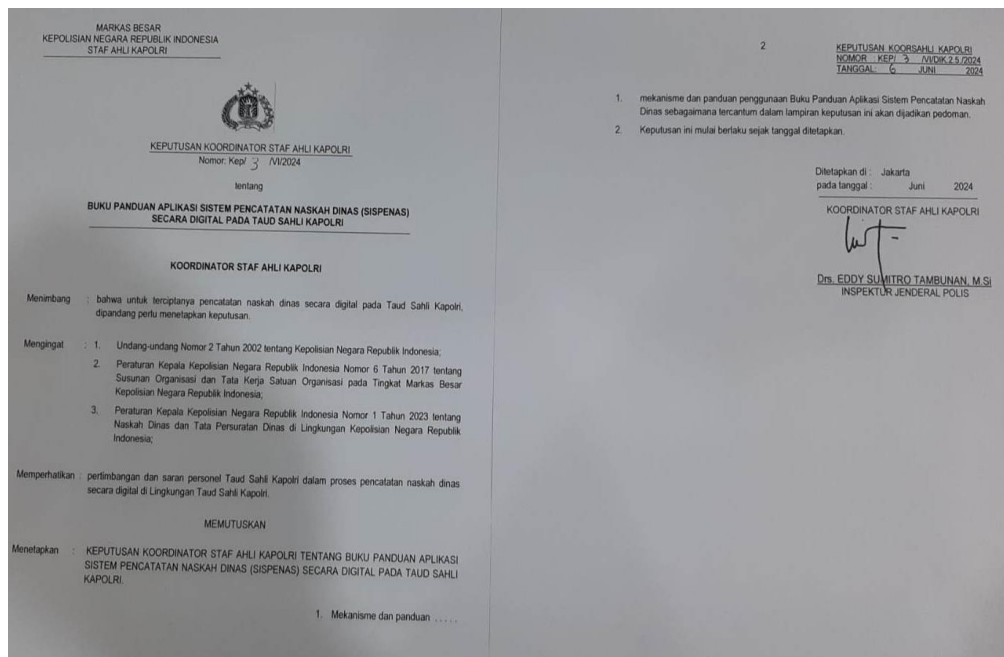 MARKAS BESAR
KEPOLISIAN NEGARA REPUBLIK INDONESIA
STAF AHLI KAPOLRI
KEPUTUSAN KOORDINATOR STAF AHLI KAPOLRI
Nomor: Kep/ 3 /VI/2024
tentang
BUKU PANDUAN APLIKASI SISTEM PENCATATAN NASKAH DINAS (SISPENAS)
SECARA DIGITAL PADA TAUD SAHLI KAPOLRI
KOORDINATOR STAF AHLI KAPOLRI
Menimbang : bahwa untuk terciptanya pencatatan naskah dinas secara digital pada Taud Sahli Kapolri,
dipandang perlu menetapkan keputusan.
Mengingat : 1. Undang-undang Nomor 2 Tahun 2002 tentang Kepolisian Negara Republik Indonesia;
2. Peraturan Kepala Kepolisian Negara Republik Indonesia Nomor 6 Tahun 2017 tentang
Susunan Organisasi dan Tata Kerja Satuan Organisasi pada Tingkat Markas Besar
Kepolisian Negara Republik Indonesia;
3. Peraturan Kepala Kepolisian Negara Republik Indonesia Nomor 1 Tahun 2023 tentang
Naskah Dinas dan Tata Persuratan Dinas di Lingkungan Kepolisian Negara Republik
Indonesia;
Memperhatikan : pertimbangan dan saran personel Taud Sahli Kapolri dalam proses pencatatan naskah dinas
secara digital di Lingkungan Taud Sahli Kapolri.
MEMUTUSKAN
Menetapkan : KEPUTUSAN KOORDINATOR STAF AHLI KAPOLRI TENTANG BUKU PANDUAN APLIKASI
SISTEM PENCATATAN NASKAH DINAS (SISPENAS) SECARA DIGITAL PADA TAUD SAHLI
KAPOLRI.
1. Mekanisme dan panduan .....
2
KEPUTUSAN KOORSAHLI KAPOLRI
NOMOR : KEP/ 3 /VI/DIK.2.5./2024
TANGGAL: 6 JUNI 2024
1. mekanisme dan panduan penggunaan Buku Panduan Aplikasi Sistem Pencatatan Naskah
Dinas sebagaimana tercantum dalam lampiran keputusan ini akan dijadikan pedoman.
2. Keputusan ini mulai berlaku sejak tanggal ditetapkan.
Ditetapkan di : Jakarta
pada tanggal : Juni 2024
KOORDINATOR STAF AHLI KAPOLRI
Drs. EDDY SUMITRO TAMBUNAN, M.Si
INSPEKTUR JENDERAL POLIS